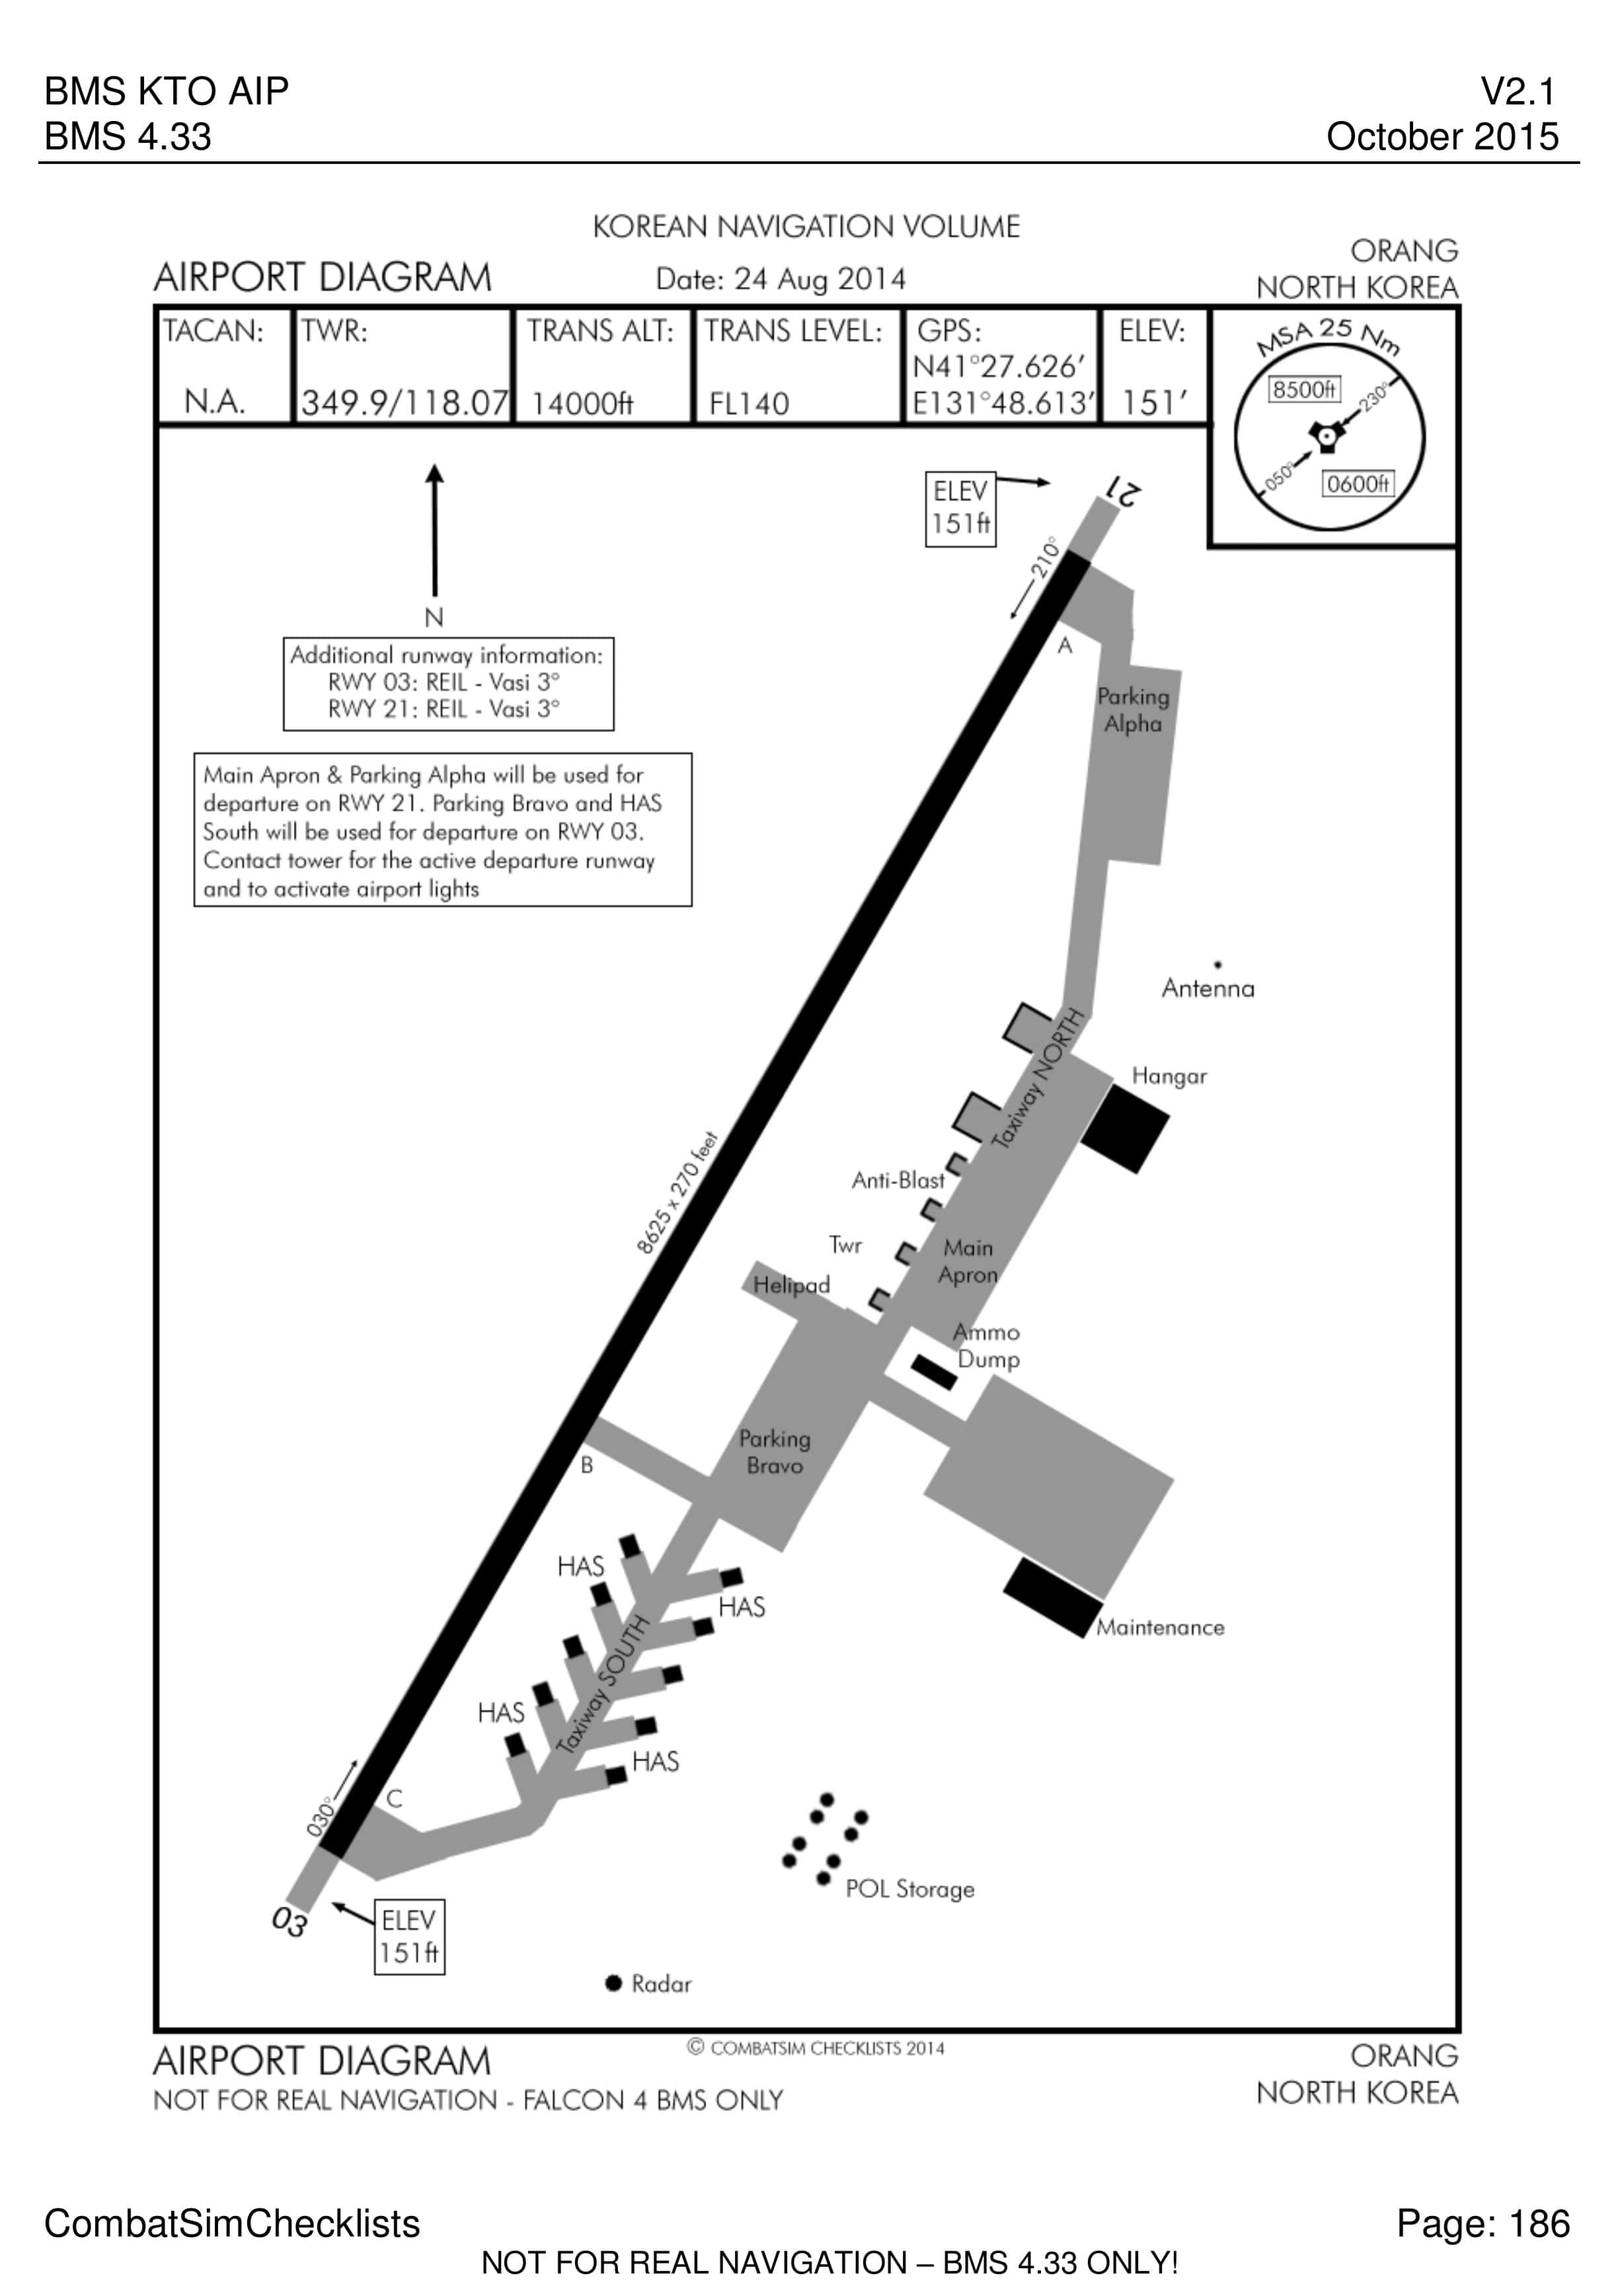 BMS KTO AIP
V2.1
BMS 4.33
October 2015
KOREAN NAVIGATION VOLUME
AIRPORT DIAGRAM
Date: 24 Aug 2014
ORANG
NORTH KOREA
TACAN:
N.A.
TWR:
349.9/118.07
TRANS ALT:
14000ft
TRANS LEVEL:
FL140
GPS:
N41°27.626'
E131°48.613'
ELEV:
151'
MSA 25 Nm
8500ft
230°
050°
0600ft
N
ELEV
151ft
21
210°
A
Additional runway information:
RWY 03: REIL - Vasi 3°
RWY 21: REIL - Vasi 3°
Main Apron & Parking Alpha will be used for
departure on RWY 21. Parking Bravo and HAS
South will be used for departure on RWY 03.
Contact tower for the active departure runway
and to activate airport lights
Parking
Alpha
Antenna
Taxiway NORTH
Hangar
8625 x 270 feet
Anti-Blast
Twr
Main
Apron
Helipad
Ammo
Dump
Parking
Bravo
B
HAS
HAS
Maintenance
Taxiway SOUTH
HAS
HAS
C
030°
POL Storage
03
ELEV
151ft
Radar
AIRPORT DIAGRAM
© COMBATSIM CHECKLISTS 2014
ORANG
NOT FOR REAL NAVIGATION - FALCON 4 BMS ONLY
NORTH KOREA
CombatSimChecklists
Page: 186
NOT FOR REAL NAVIGATION – BMS 4.33 ONLY!